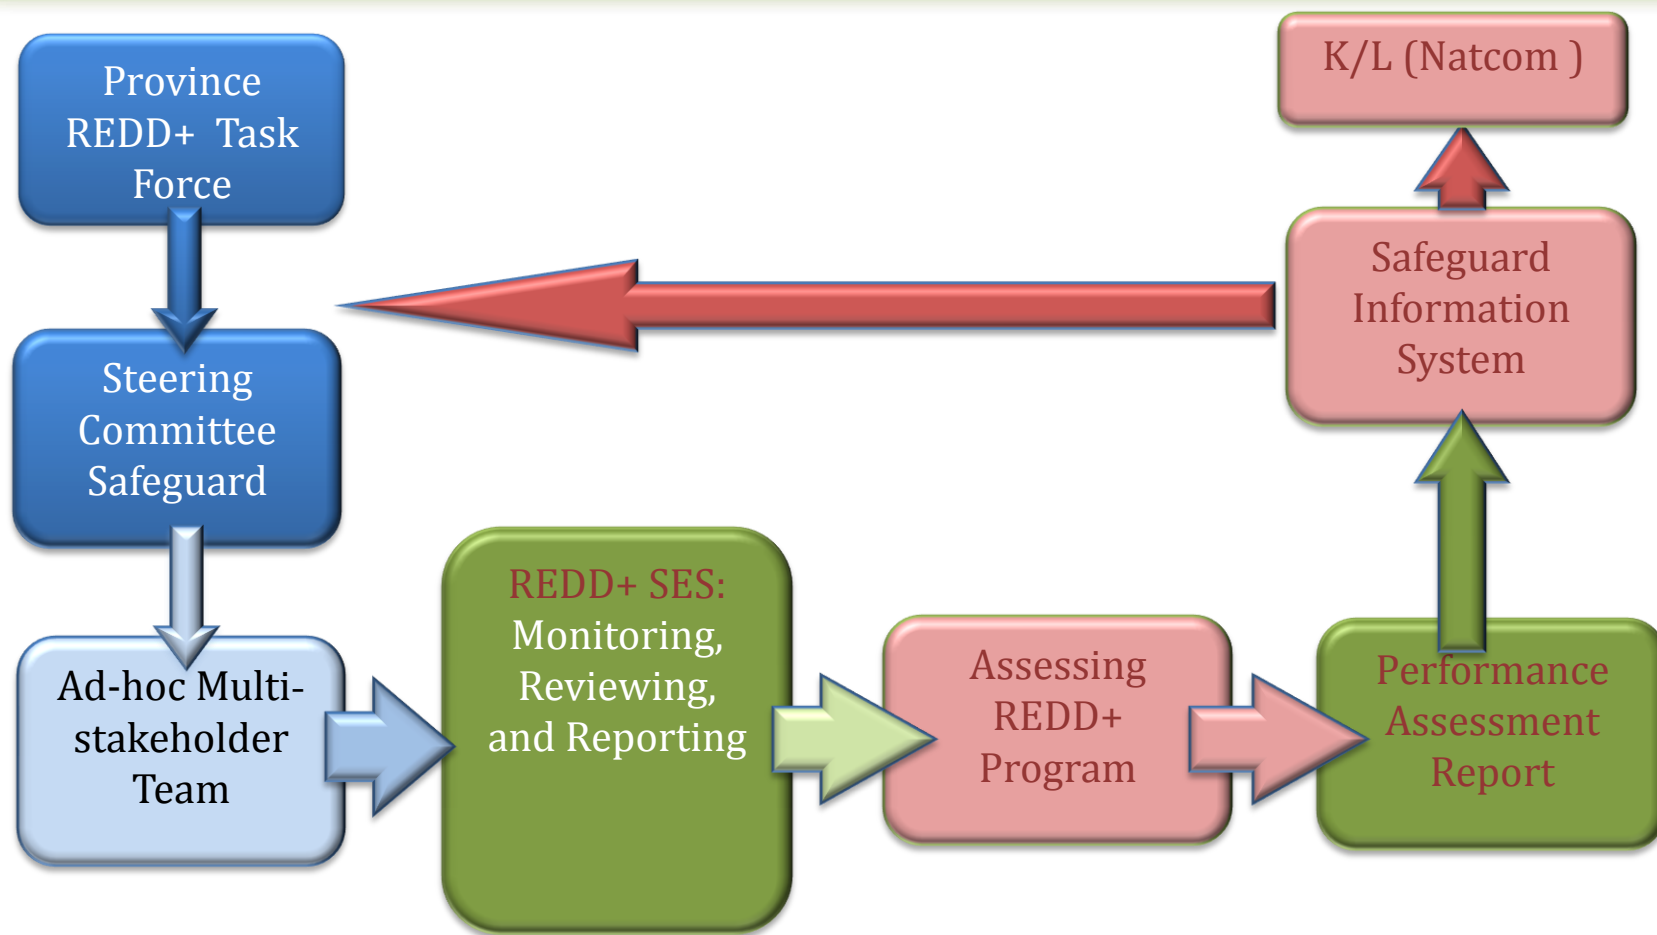 Province
REDD+ Task
Force
Steering
Committee
Safeguard
Ad-hoc Multi-
stakeholder
Team
REDD+ SES:
Monitoring,
Reviewing,
and Reporting
Assessing
REDD+
Program
Performance
Assessment
Report
Safeguard
Information
System
K/L (Natcom )